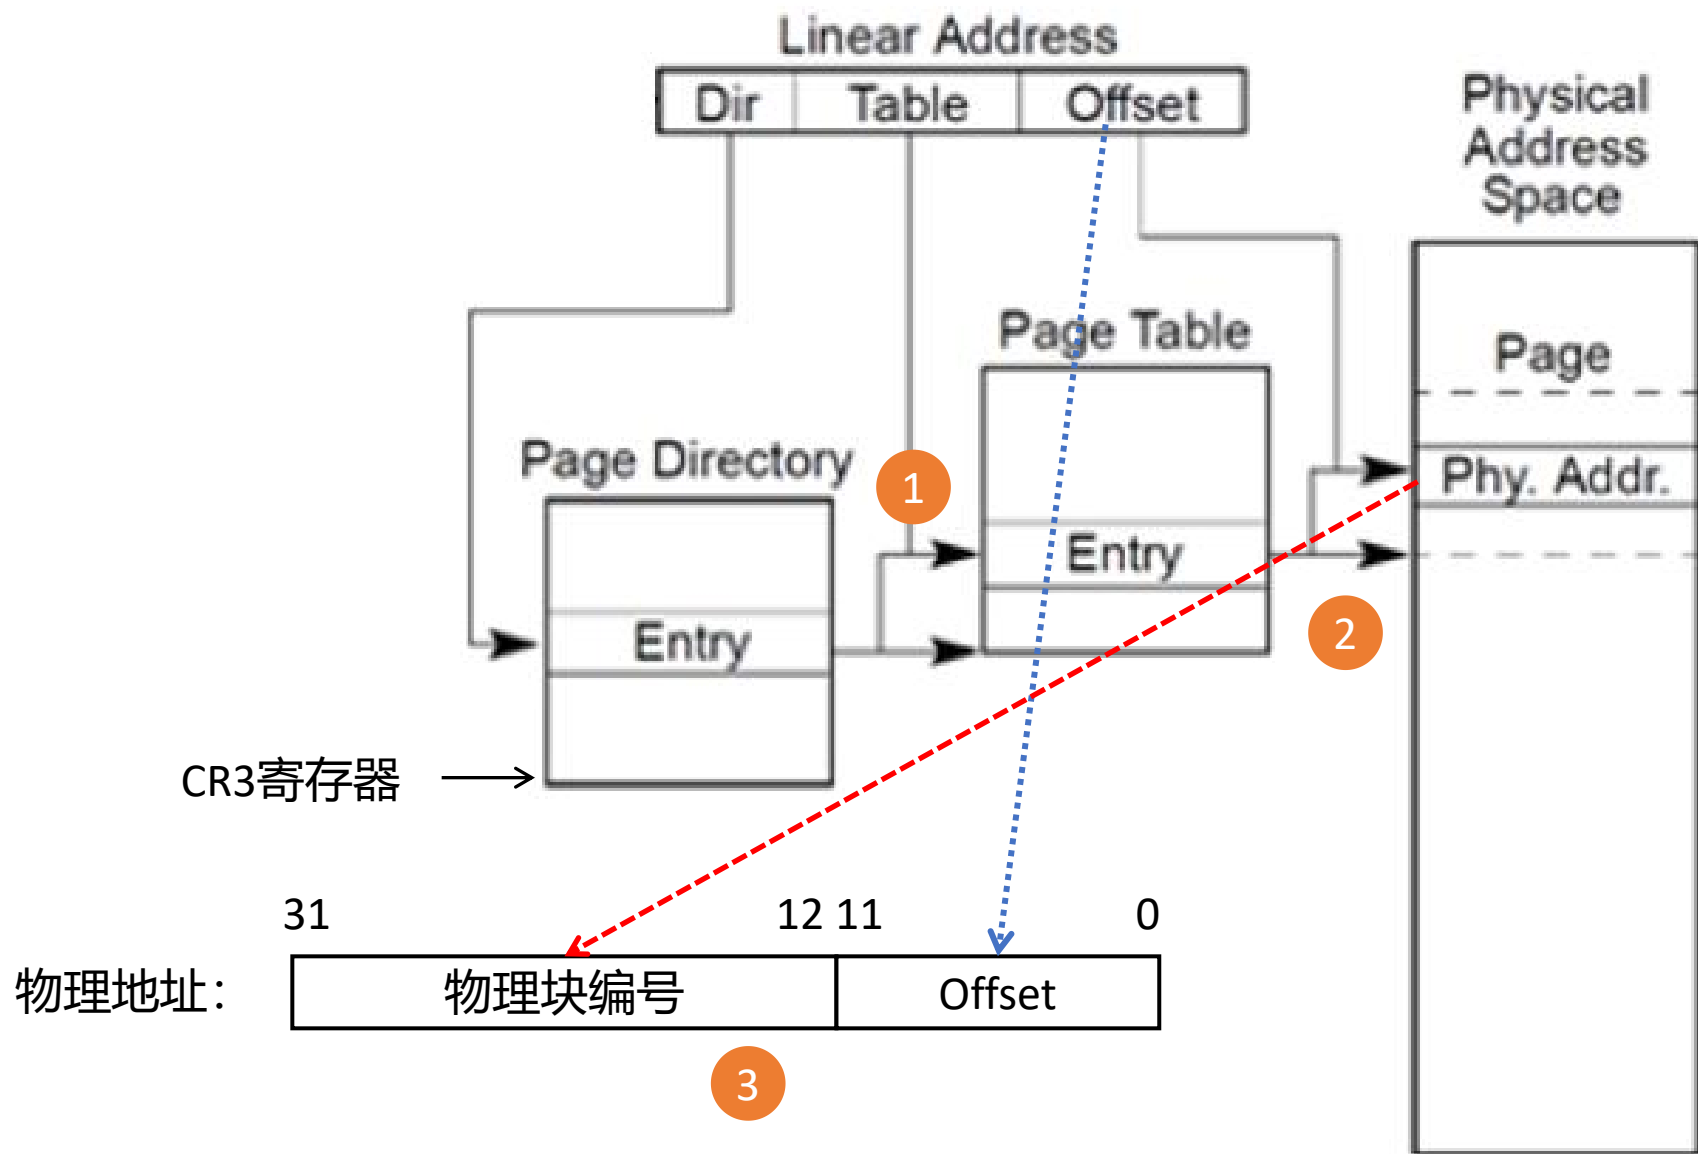 Linear Address
Dir Table Offset
Physical
Address
Space
Page Table
Page
Page Directory
1
Phy. Addr.
Entry
Entry
2
CR3寄存器
31 12 11 0
物理地址：
物理块编号 Offset
3